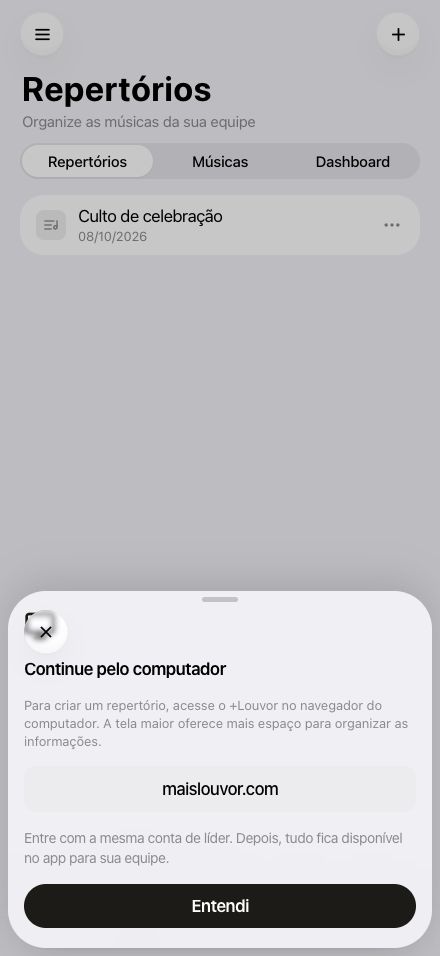 Repertórios
Organize as músicas da sua equipe
Repertórios
Músicas
Dashboard
Culto de celebração
08/10/2026
Continue pelo computador
Para criar um repertório, acesse o +Louvor no navegador do
computador. A tela maior oferece mais espaço para organizar as
informações.
maislouvor.com
Entre com a mesma conta de líder. Depois, tudo fica disponível
no app para sua equipe.
Entendi